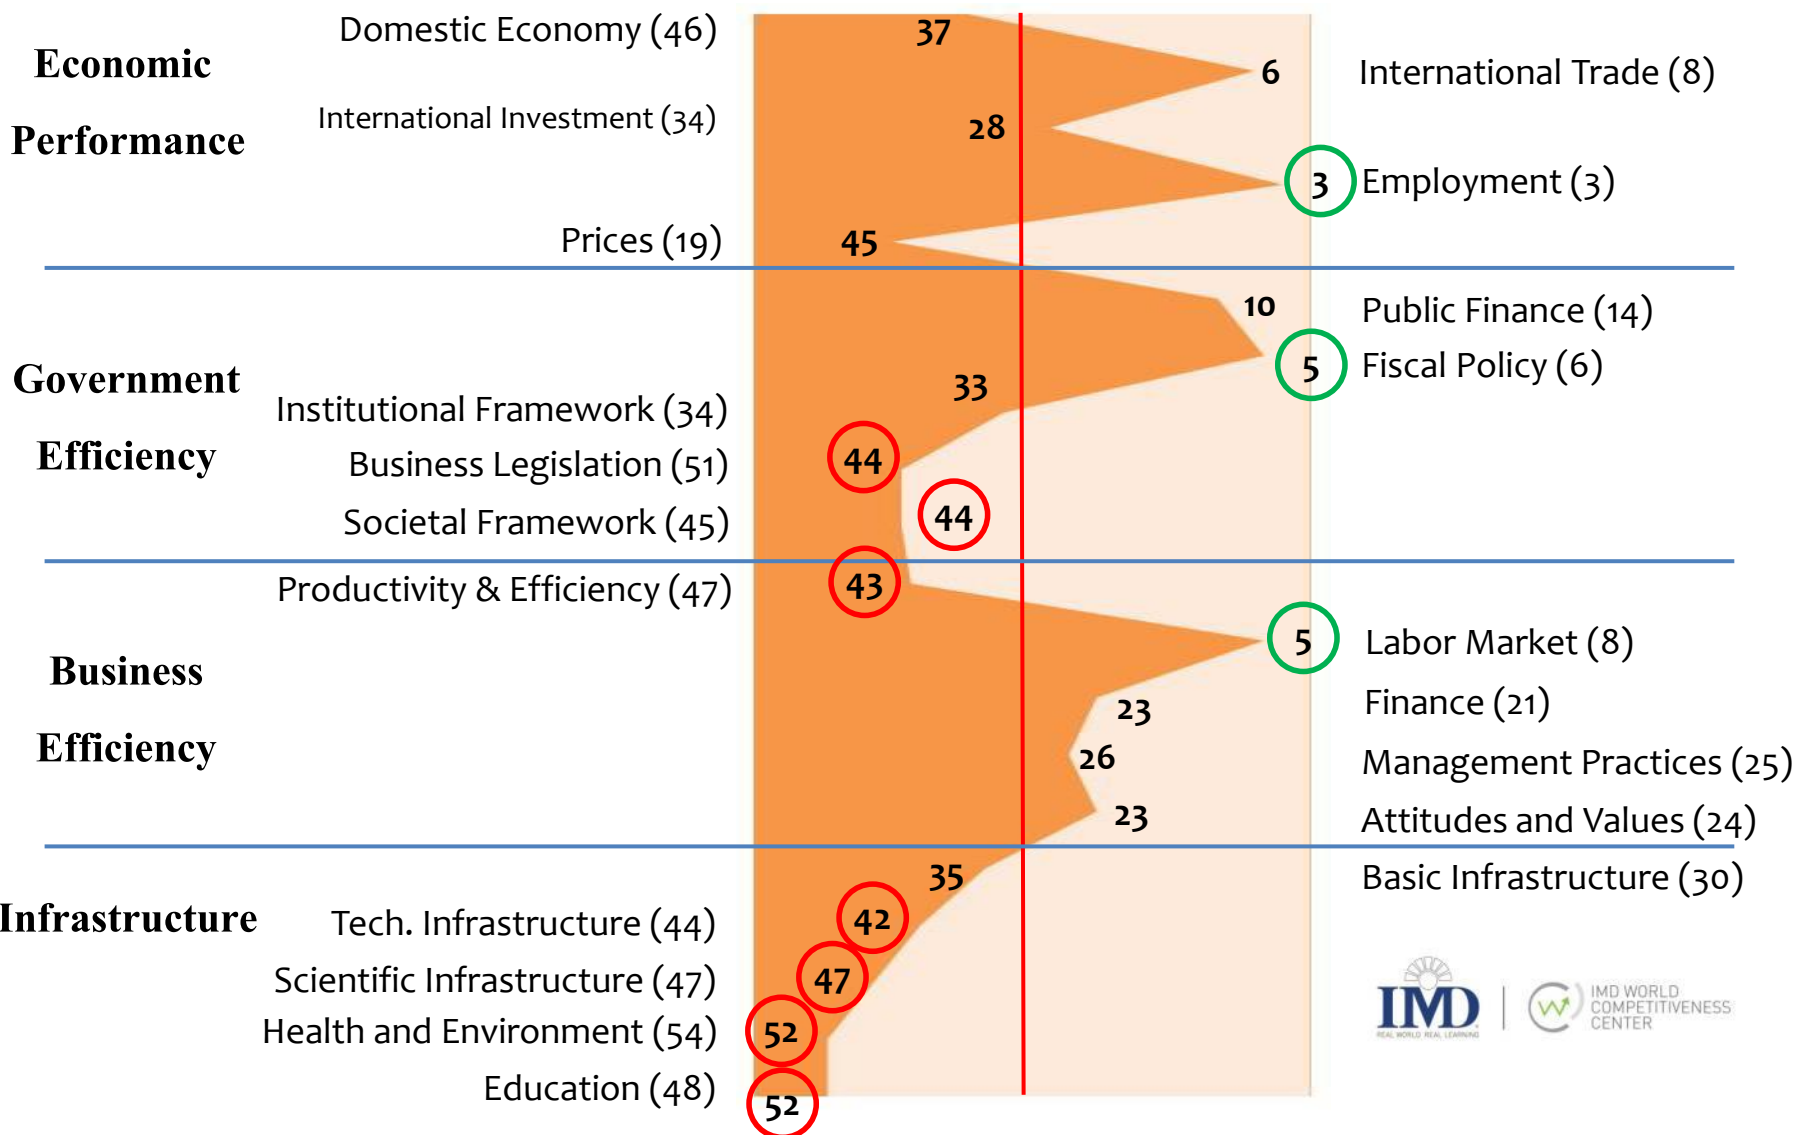 Economic
Performance
Domestic Economy (46)
37
6
International Trade (8)
International Investment (34)
28
3
Employment (3)
Prices (19)
45
Government
Efficiency
10
Public Finance (14)
5
Fiscal Policy (6)
33
Institutional Framework (34)
44
Business Legislation (51)
Societal Framework (45)
44
Business
Efficiency
Productivity & Efficiency (47)
43
5
Labor Market (8)
23
Finance (21)
26
Management Practices (25)
23
Attitudes and Values (24)
Infrastructure
35
Basic Infrastructure (30)
Tech. Infrastructure (44)
42
Scientific Infrastructure (47)
47
Health and Environment (54)
52
Education (48)
52
IMD
REAL WORLD. REAL LEARNING
IMD WORLD
COMPETITIVENESS
CENTER